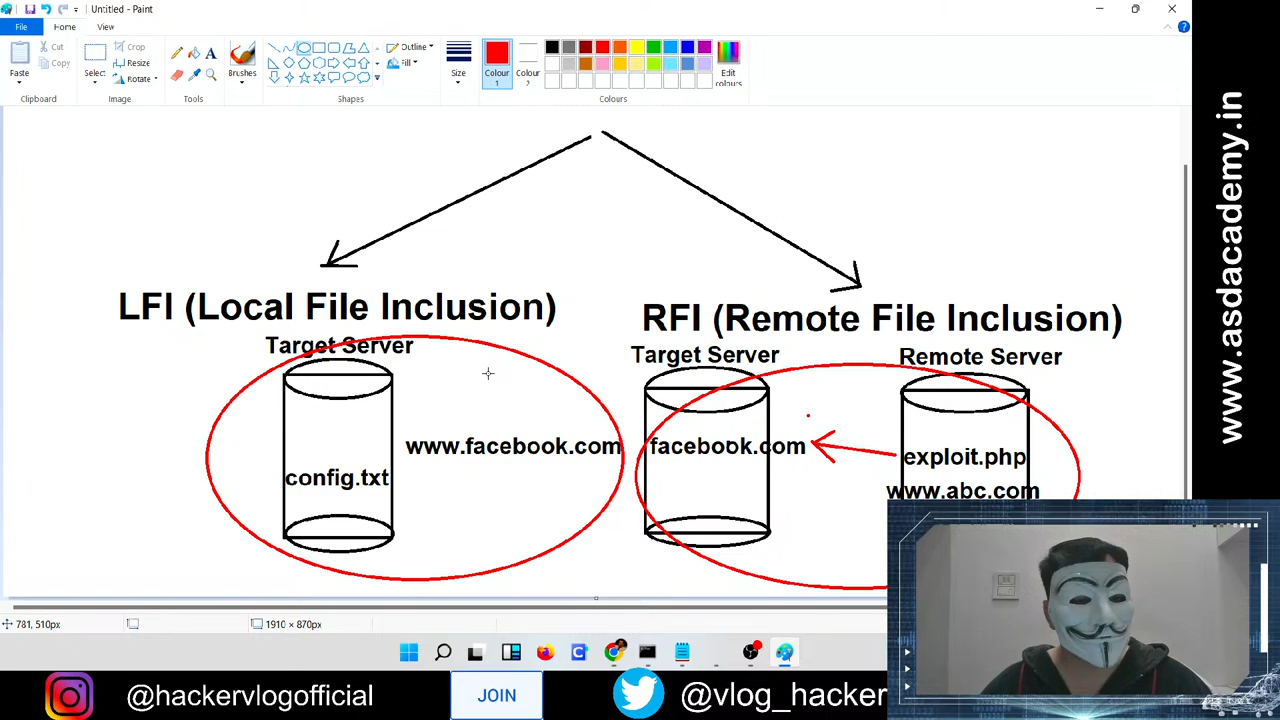 Untitled - Paint
File
Home
View
Paste
Cut
Copy
Clipboard
Select
Crop
Resize
Rotate
Image
A
Tools
Brushes
Shapes
Outline
Fill
Size
Colour
1
Colour
2
Edit
colours
Colours
LFI (Local File Inclusion)
RFI (Remote File Inclusion)
Target Server
Target Server
Remote Server
www.facebook.com
facebook.com
exploit.php
config.txt
www.abc.com
781, 510px
1910 × 870px
www.asdacademy.in
@hackervlogofficial
JOIN
@vlog_hacker